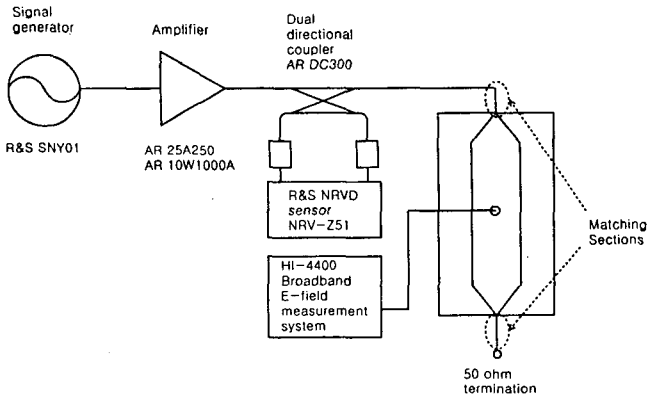 Signal
generator
R&S SNY01
Amplifier
AR 25A250
AR 10W1000A
Dual
directional
coupler
AR DC300
R&S NRVD
sensor
NRV-Z51
HI-4400
Broadband
E-field
measurement
system
Matching
Sections
50 ohm
termination